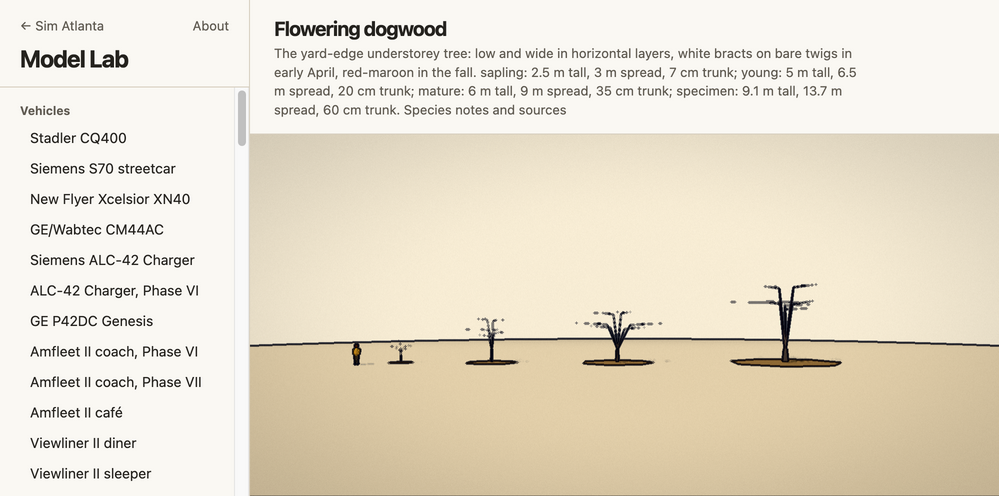 ← Sim Atlanta
About
Model Lab
Vehicles
Stadler CQ400
Siemens S70 streetcar
New Flyer Xcelsior XN40
GE/Wabtec CM44AC
Siemens ALC-42 Charger
ALC-42 Charger, Phase VI
GE P42DC Genesis
Amfleet II coach, Phase VI
Amfleet II coach, Phase VII
Amfleet II café
Viewliner II diner
Viewliner II sleeper
Flowering dogwood
The yard-edge understorey tree: low and wide in horizontal layers, white bracts on bare twigs in
early April, red-maroon in the fall. sapling: 2.5 m tall, 3 m spread, 7 cm trunk; young: 5 m tall, 6.5
m spread, 20 cm trunk; mature: 6 m tall, 9 m spread, 35 cm trunk; specimen: 9.1 m tall, 13.7 m
spread, 60 cm trunk. Species notes and sources